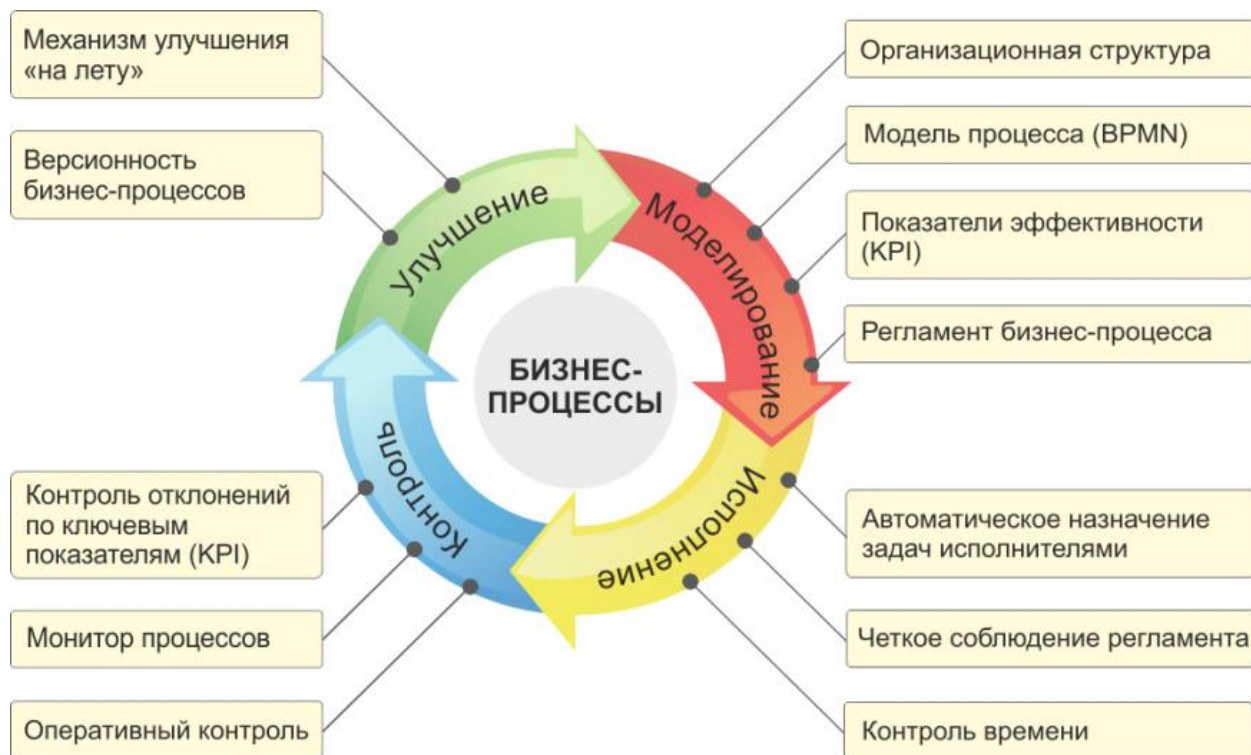 Механизм улучшения
«на лету»
Версионность
бизнес-процессов
Улучшение
Моделирование
Организационная структура
Модель процесса (BPMN)
Показатели эффективности
(KPI)
Регламент бизнес-процесса
БИЗНЕС-
ПРОЦЕССЫ
Контроль
Исполнение
Контроль отклонений
по ключевым
показателям (KPI)
Монитор процессов
Оперативный контроль
Автоматическое назначение
задач исполнителями
Четкое соблюдение регламента
Контроль времени